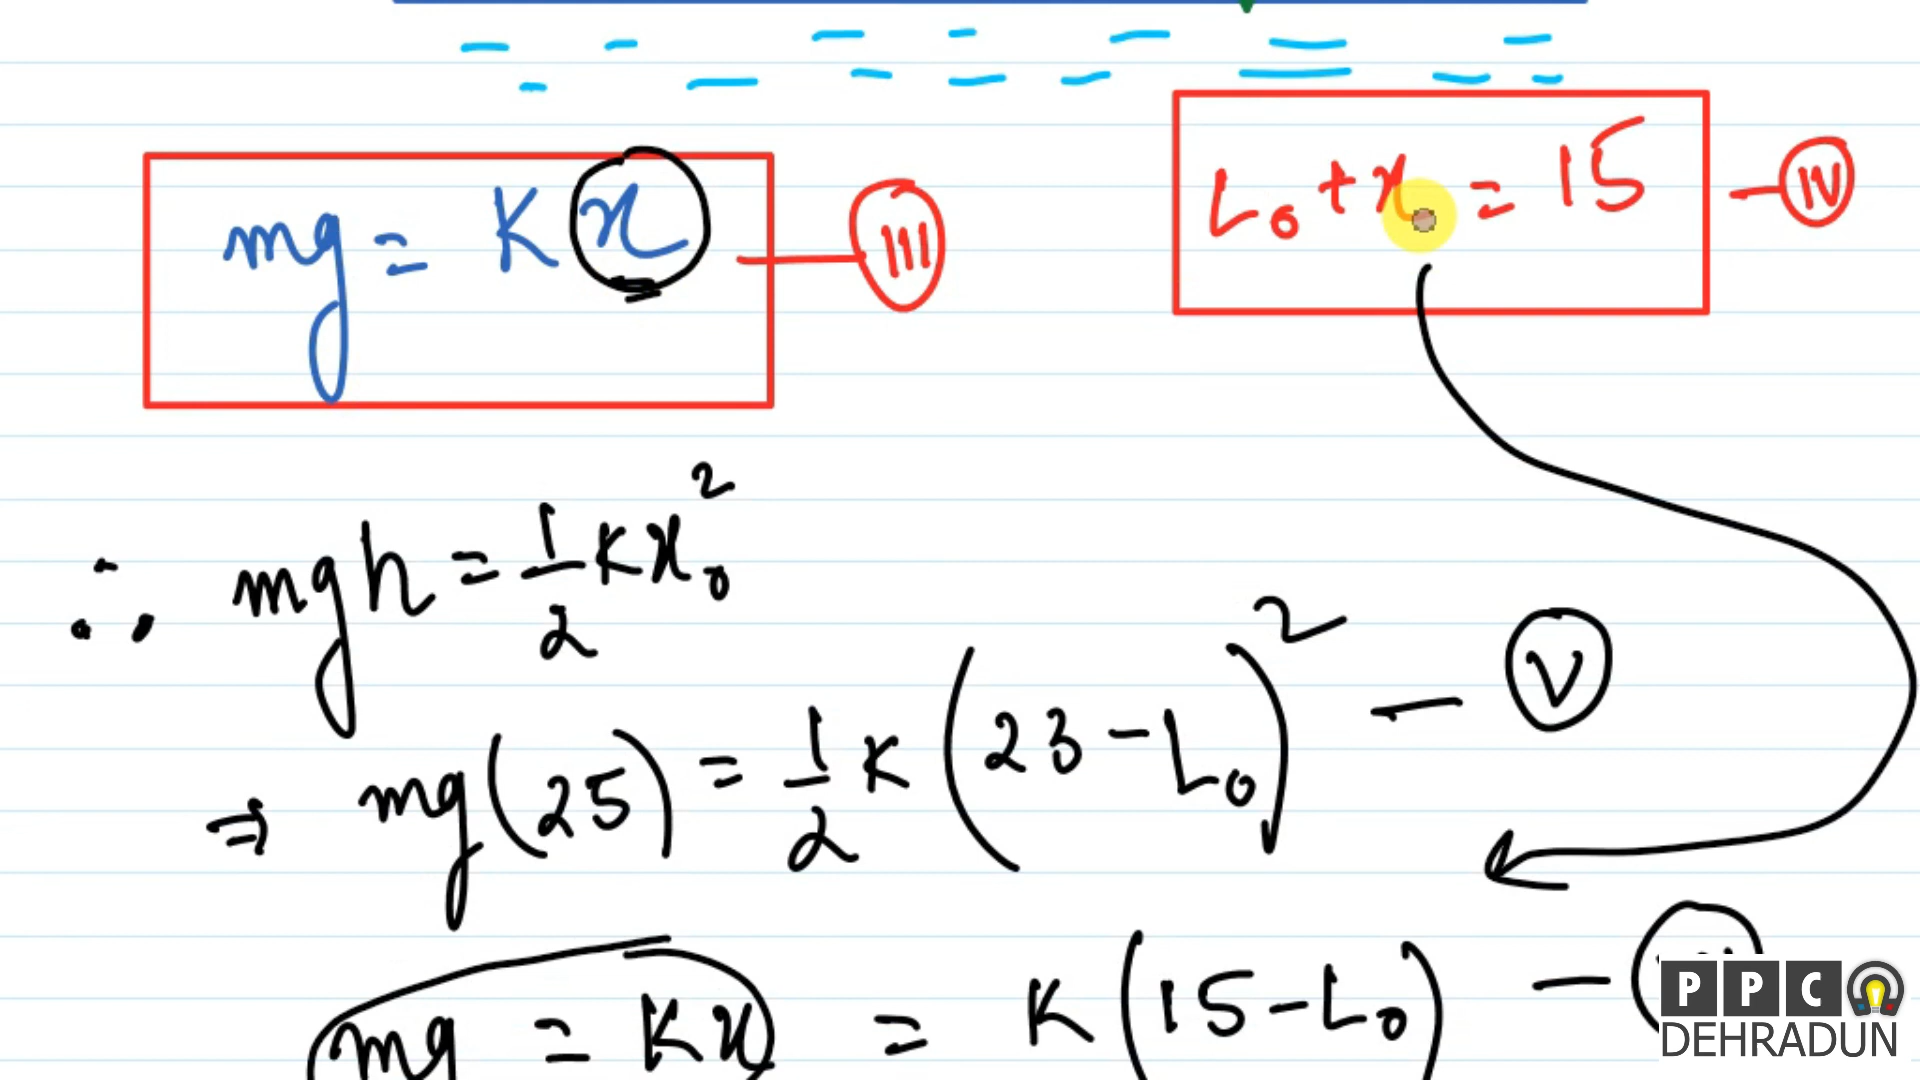 mg = Kx — III
L₀ + x = 15 — IV
∴ mgh = 1/2 Kx₀²
⇒ mg(25) = 1/2 K(23 - L₀)² — V
mg = Kx = K(15 - L₀) —
PPC
DEHRADUN